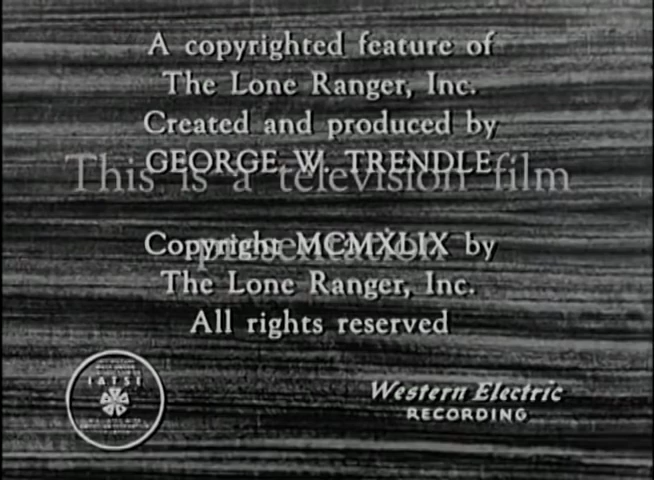 A copyrighted feature of
The Lone Ranger, Inc.
Created and produced by
GEORGE W. TRENDLE
This is a television film
presentation
Copyright MCMXLIX by
The Lone Ranger, Inc.
All rights reserved
IATSE
Western Electric
RECORDING